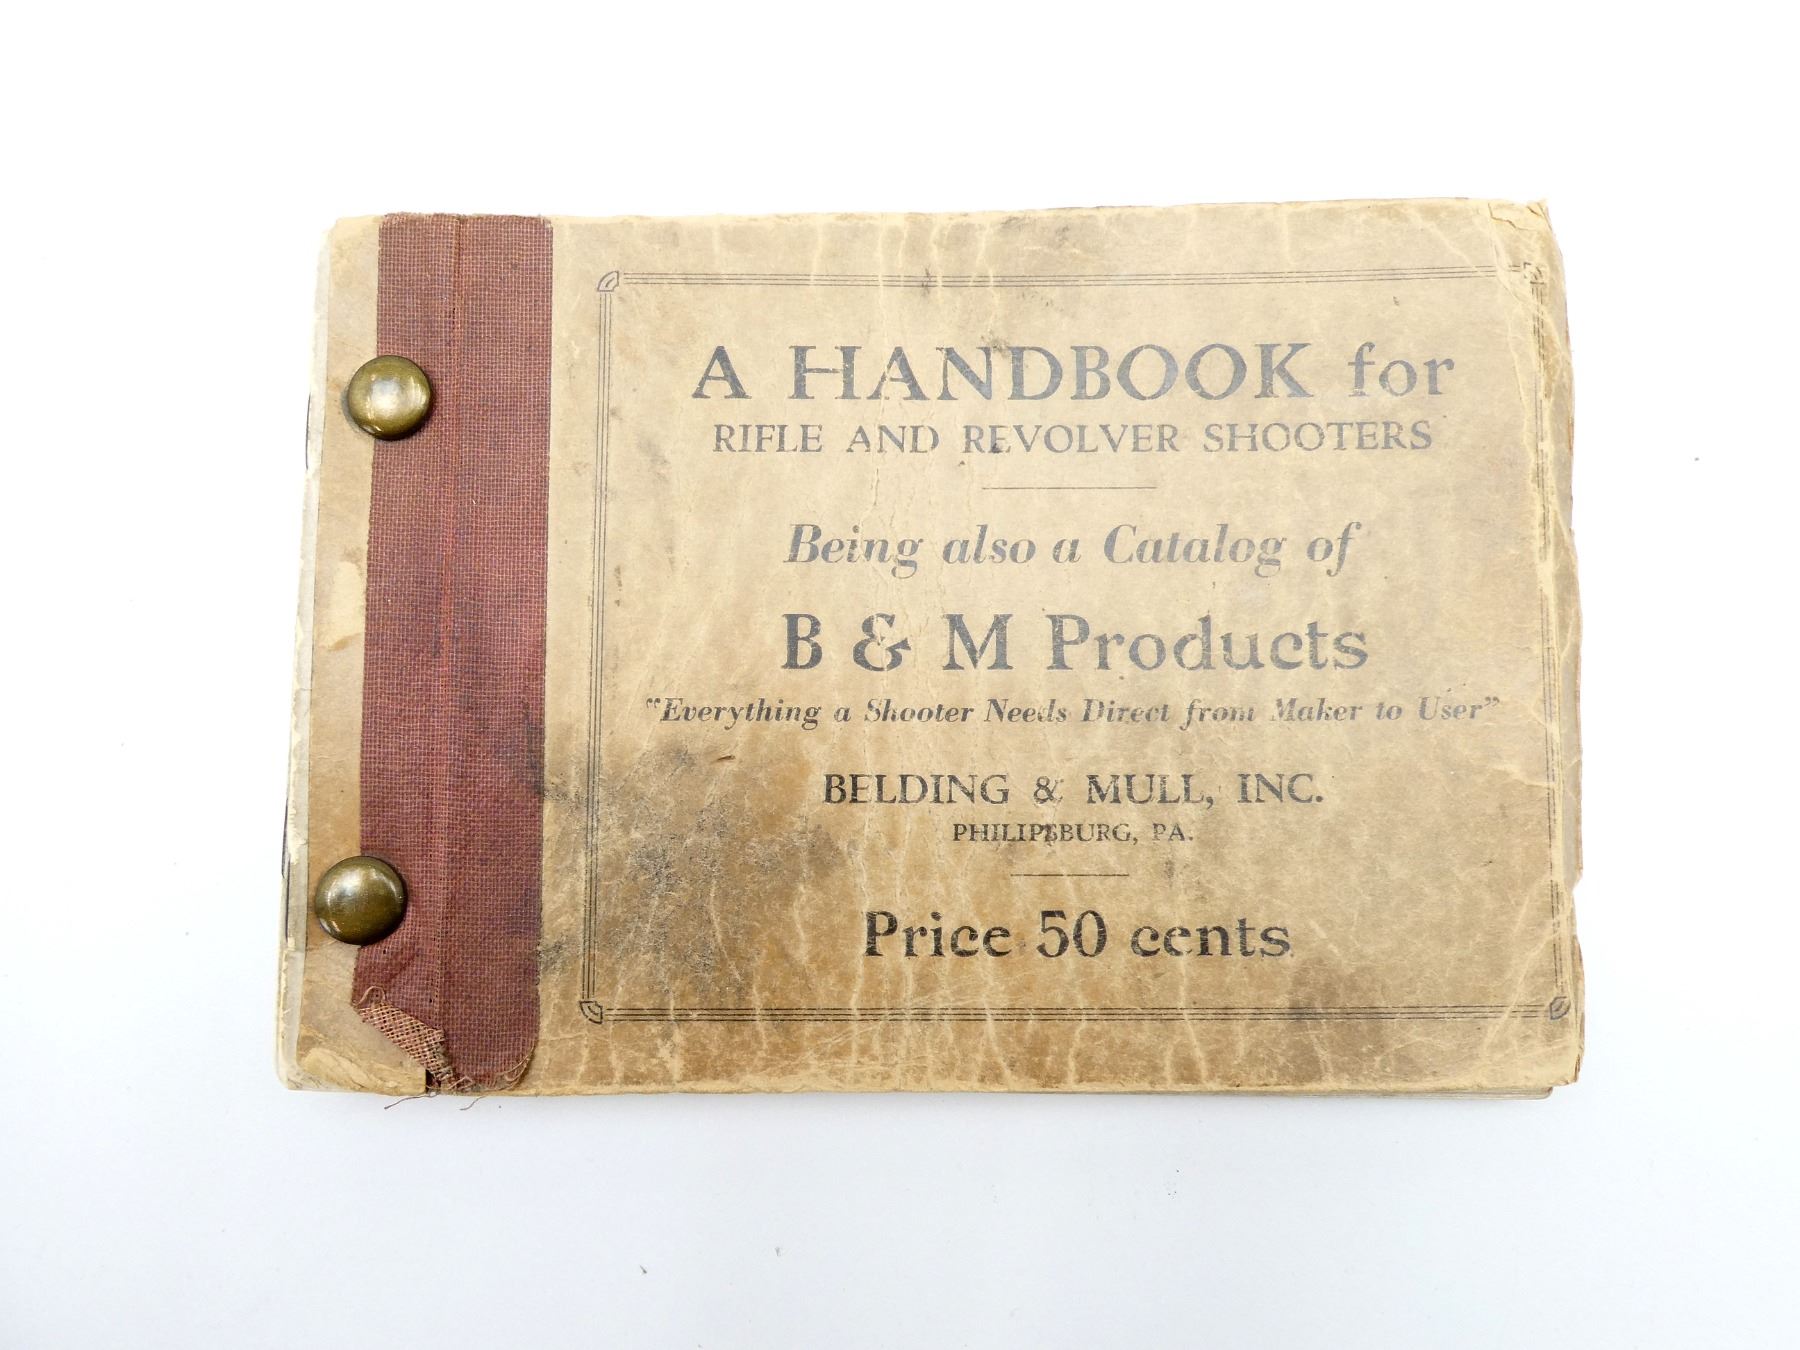 A HANDBOOK for
RIFLE AND REVOLVER SHOOTERS
Being also a Catalog of
B & M Products
"Everything a Shooter Needs Direct from Maker to User"
BELDING & MULL, INC.
PHILIPSBURG, PA.
Price 50 cents